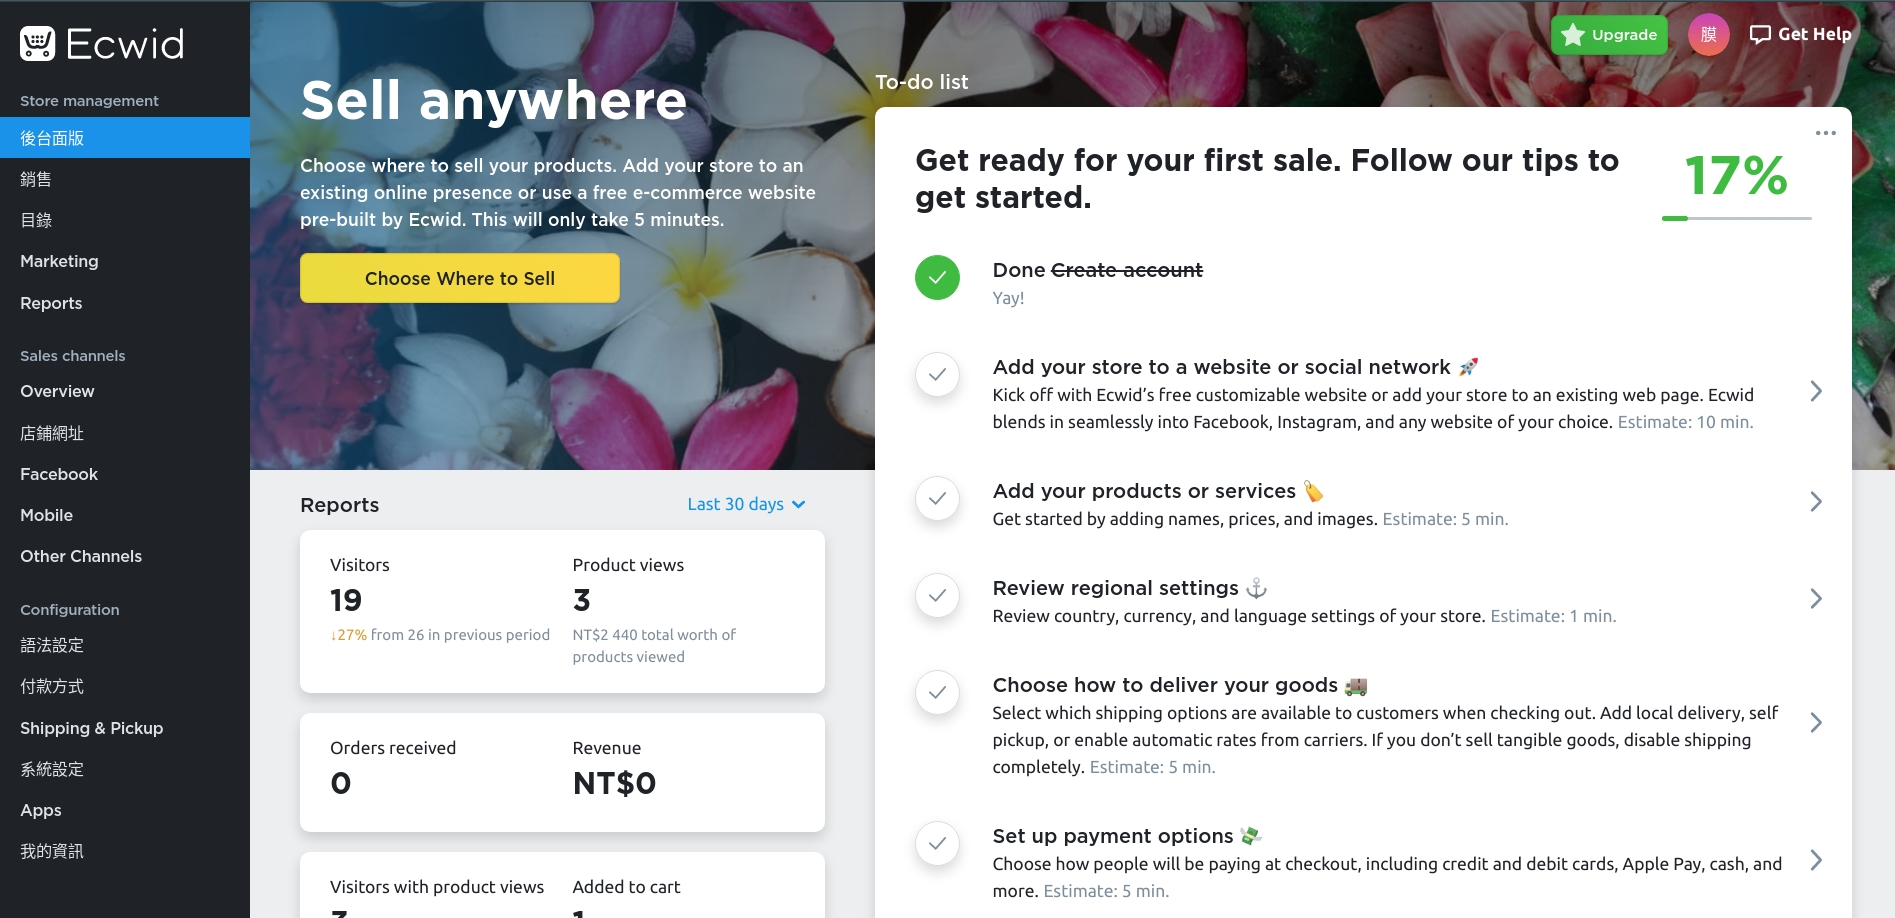 Ecwid
Store management
後台面版
銷售
目錄
Marketing
Reports
Sales channels
Overview
店鋪網址
Facebook
Mobile
Other Channels
Configuration
語法設定
付款方式
Shipping & Pickup
系統設定
Apps
我的資訊
Upgrade
膜
Get Help
Sell anywhere
Choose where to sell your products. Add your store to an
existing online presence or use a free e-commerce website
pre-built by Ecwid. This will only take 5 minutes.
Choose Where to Sell
Reports
Last 30 days
Visitors
19
↓27% from 26 in previous period
Product views
3
NT$2 440 total worth of
products viewed
Orders received
0
Revenue
NT$0
Visitors with product views
3
Added to cart
1
To-do list
Get ready for your first sale. Follow our tips to
get started.
17%
Done Create account
Yay!
Add your store to a website or social network 🚀
Kick off with Ecwid’s free customizable website or add your store to an existing web page. Ecwid
blends in seamlessly into Facebook, Instagram, and any website of your choice. Estimate: 10 min.
Add your products or services 🏷️
Get started by adding names, prices, and images. Estimate: 5 min.
Review regional settings ⚓
Review country, currency, and language settings of your store. Estimate: 1 min.
Choose how to deliver your goods 🚚
Select which shipping options are available to customers when checking out. Add local delivery, self
pickup, or enable automatic rates from carriers. If you don’t sell tangible goods, disable shipping
completely. Estimate: 5 min.
Set up payment options 💸
Choose how people will be paying at checkout, including credit and debit cards, Apple Pay, cash, and
more. Estimate: 5 min.